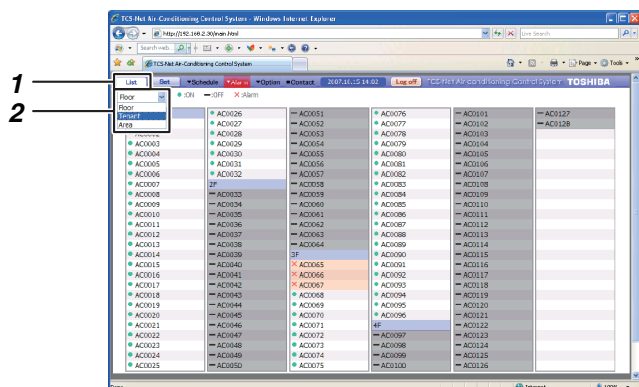 TCS-Net Air-Conditioning Control System - Windows Internet Explorer
http://192.168.2.30/main.html
Live Search
Search web...
TCS-Net Air-Conditioning Control System
Page
Tools
1
List
Set
▼Schedule
▼Alarm
▼Option
■Contact
2007.10.15 14:02
Log off
TCS-Net Air-conditioning Control System
TOSHIBA
2
Floor
● :ON
— :OFF
× :Alarm
Floor
Tenant
Area
AC0003
AC0004
AC0005
AC0006
AC0007
AC0008
AC0009
AC0010
AC0011
AC0012
AC0013
AC0014
AC0015
AC0016
AC0017
AC0018
AC0019
AC0020
AC0021
AC0022
AC0023
AC0024
AC0025
AC0026
AC0027
AC0028
AC0029
AC0030
AC0031
AC0032
2F
AC0033
AC0034
AC0035
AC0036
AC0037
AC0038
AC0039
AC0040
AC0041
AC0042
AC0043
AC0044
AC0045
AC0046
AC0047
AC0048
AC0049
AC0050
AC0051
AC0052
AC0053
AC0054
AC0055
AC0056
AC0057
AC0058
AC0059
AC0060
AC0061
AC0062
AC0063
AC0064
3F
AC0065
AC0066
AC0067
AC0068
AC0069
AC0070
AC0071
AC0072
AC0073
AC0074
AC0075
AC0076
AC0077
AC0078
AC0079
AC0080
AC0081
AC0082
AC0083
AC0084
AC0085
AC0086
AC0087
AC0088
AC0089
AC0090
AC0091
AC0092
AC0093
AC0094
AC0095
AC0096
4F
AC0097
AC0098
AC0099
AC0100
AC0101
AC0102
AC0103
AC0104
AC0105
AC0106
AC0107
AC0108
AC0109
AC0110
AC0111
AC0112
AC0113
AC0114
AC0115
AC0116
AC0117
AC0118
AC0119
AC0120
AC0121
AC0122
AC0123
AC0124
AC0125
AC0126
AC0127
AC0128